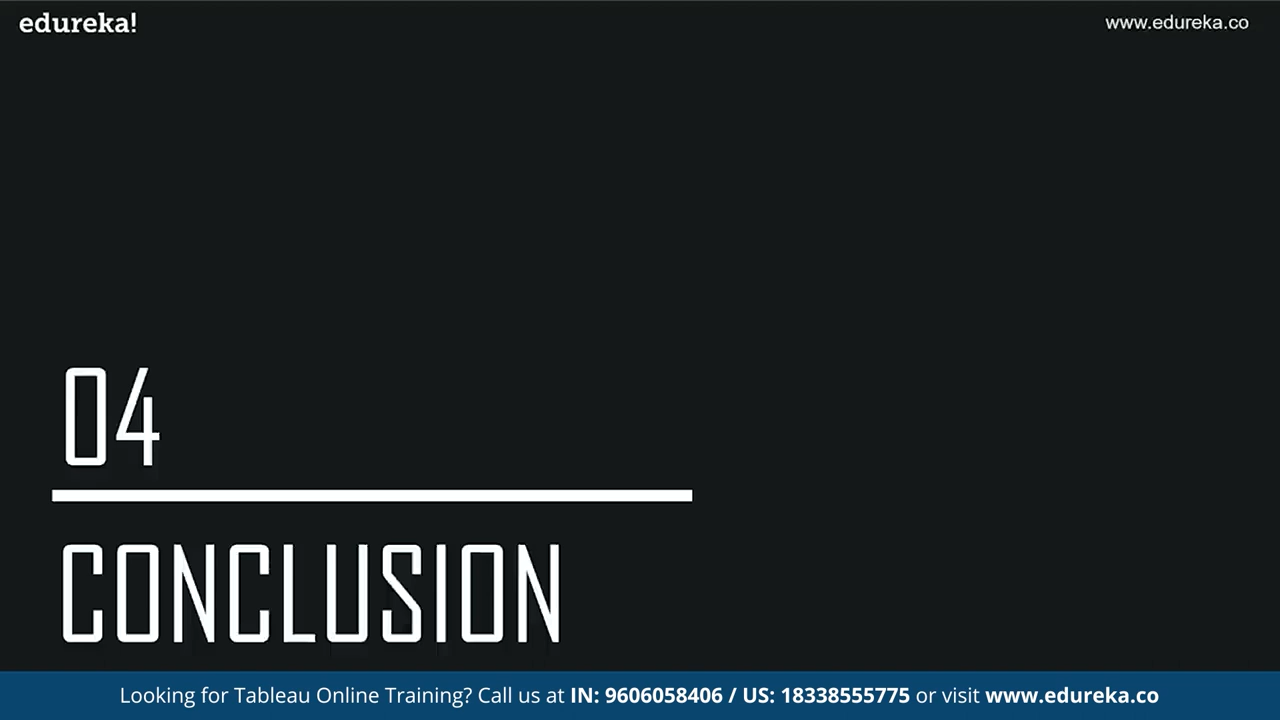 edureka!
www.edureka.co
04
CONCLUSION
Looking for Tableau Online Training? Call us at IN: 9606058406 / US: 18338555775 or visit www.edureka.co